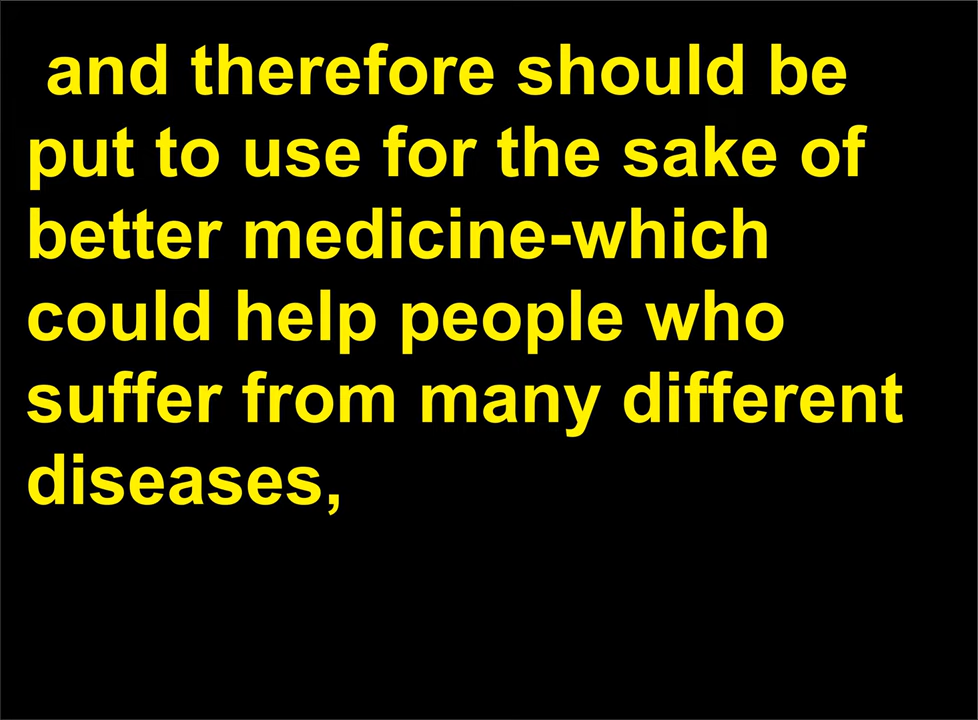 and therefore should be
put to use for the sake of
better medicine-which
could help people who
suffer from many different
diseases,